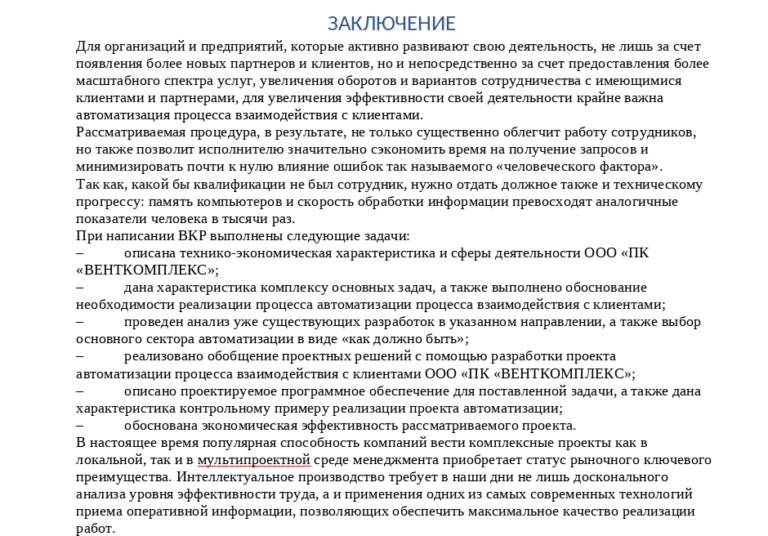 ЗАКЛЮЧЕНИЕ
Для организаций и предприятий, которые активно развивают свою деятельность, не лишь за счет
появления более новых партнеров и клиентов, но и непосредственно за счет предоставления более
масштабного спектра услуг, увеличения оборотов и вариантов сотрудничества с имеющимися
клиентами и партнерами, для увеличения эффективности своей деятельности крайне важна
автоматизация процесса взаимодействия с клиентами.
Рассматриваемая процедура, в результате, не только существенно облегчит работу сотрудников,
но также позволит исполнителю значительно сэкономить время на получение запросов и
минимизировать почти к нулю влияние ошибок так называемого «человеческого фактора».
Так как, какой бы квалификации не был сотрудник, нужно отдать должное также и техническому
прогрессу: память компьютеров и скорость обработки информации превосходят аналогичные
показатели человека в тысячи раз.
При написании ВКР выполнены следующие задачи:
– описана технико-экономическая характеристика и сферы деятельности ООО «ПК
«ВЕНТКОМПЛЕКС»;
– дана характеристика комплексу основных задач, а также выполнено обоснование
необходимости реализации процесса автоматизации процесса взаимодействия с клиентами;
– проведен анализ уже существующих разработок в указанном направлении, а также выбор
основного сектора автоматизации в виде «как должно быть»;
– реализовано обобщение проектных решений с помощью разработки проекта
автоматизации процесса взаимодействия с клиентами ООО «ПК «ВЕНТКОМПЛЕКС»;
– описано проектируемое программное обеспечение для поставленной задачи, а также дана
характеристика контрольному примеру реализации проекта автоматизации;
– обоснована экономическая эффективность рассматриваемого проекта.
В настоящее время популярная способность компаний вести комплексные проекты как в
локальной, так и в мультипроектной среде менеджмента приобретает статус рыночного ключевого
преимущества. Интеллектуальное производство требует в наши дни не лишь досконального
анализа уровня эффективности труда, а и применения одних из самых современных технологий
приема оперативной информации, позволяющих обеспечить максимальное качество реализации
работ.